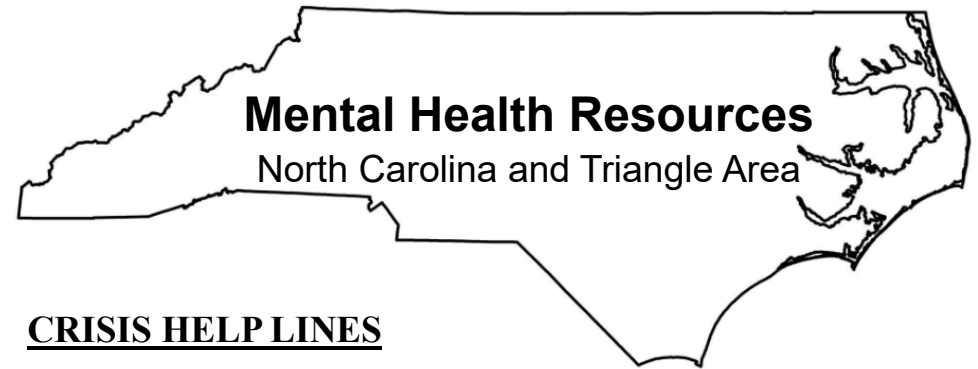 Mental Health Resources
North Carolina and Triangle Area
CRISIS HELP LINES